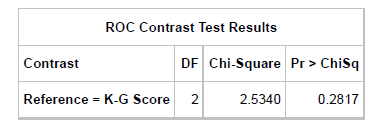 ROC Contrast Test Results
Contrast DF Chi-Square Pr > ChiSq
Reference = K-G Score 2 2.5340 0.2817